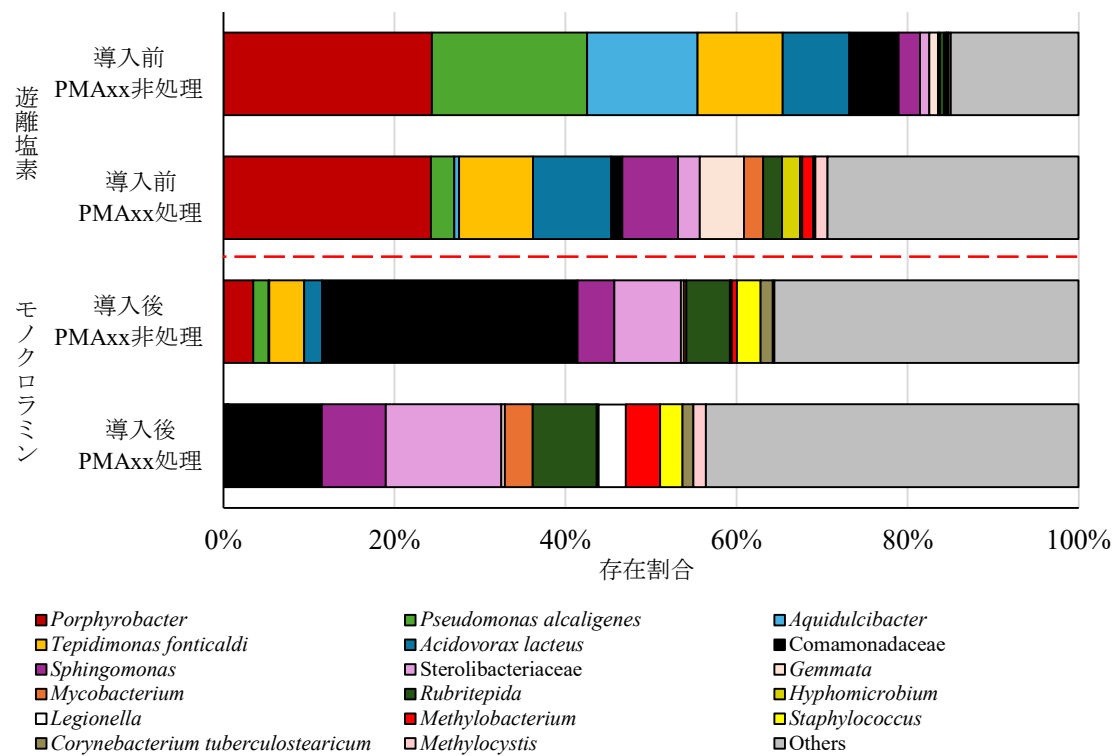 遊離塩素
導入前
PMAxx非処理
導入前
PMAxx処理
モノクロラミン
導入後
PMAxx非処理
導入後
PMAxx処理
0% 20% 40% 60% 80% 100%
存在割合
Porphyrobacter Pseudomonas alcaligenes Aquidulcibacter
Tepidimonas fonticaldi Acidovorax lacteus Comamonadaceae
Sphingomonas Sterolibacteriaceae Gemmata
Mycobacterium Rubritepida Hyphomicrobium
Legionella Methylobacterium Staphylococcus
Corynebacterium tuberculostearicum Methylocystis Others